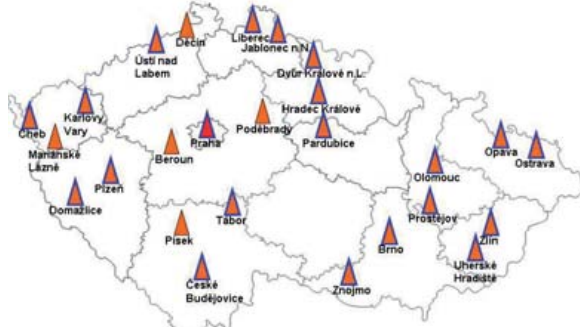 Děčín
Liberec
Jablonec n.N.
Ústí nad
Labem
Dvůr Králové n.L.
Hradec Králové
Karlovy
Vary
Cheb
Poděbrady
Praha
Pardubice
Mariánské
Lázně
Beroun
Opava
Ostrava
Plzeň
Olomouc
Domažlice
Tábor
Prostějov
Písek
Zlín
Brno
Uherské
Hradiště
České
Budějovice
Znojmo